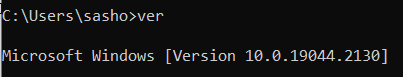 C:\Users\sasho>ver
Microsoft Windows [Version 10.0.19044.2130]